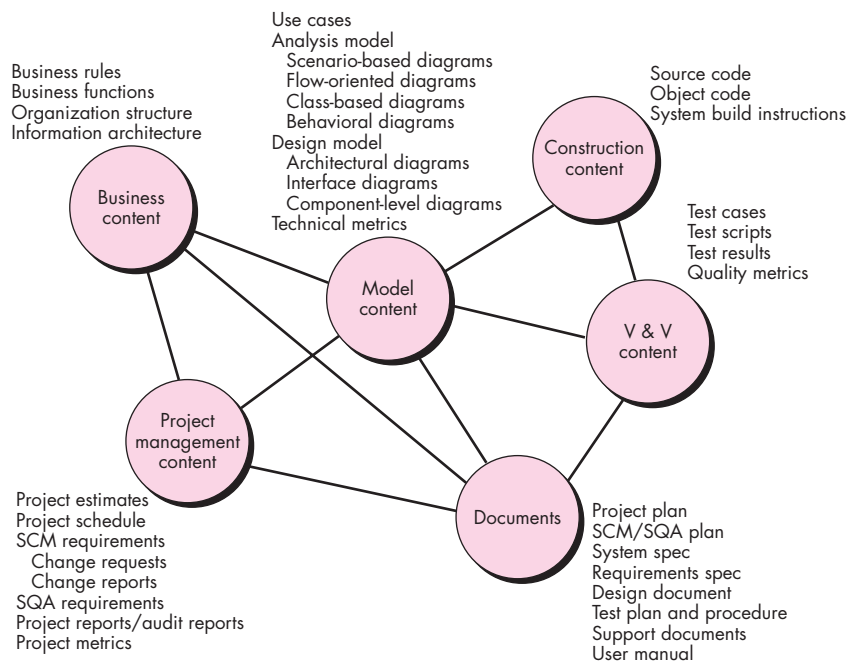 Use cases
Analysis model
Scenario-based diagrams
Flow-oriented diagrams
Class-based diagrams
Behavioral diagrams
Design model
Architectural diagrams
Interface diagrams
Component-level diagrams
Technical metrics
Business rules
Business functions
Organization structure
Information architecture
Business
content
Source code
Object code
System build instructions
Construction
content
Test cases
Test scripts
Test results
Quality metrics
Model
content
V & V
content
Project
management
content
Project estimates
Project schedule
SCM requirements
Change requests
Change reports
SQA requirements
Project reports/audit reports
Project metrics
Documents
Project plan
SCM/SQA plan
System spec
Requirements spec
Design document
Test plan and procedure
Support documents
User manual